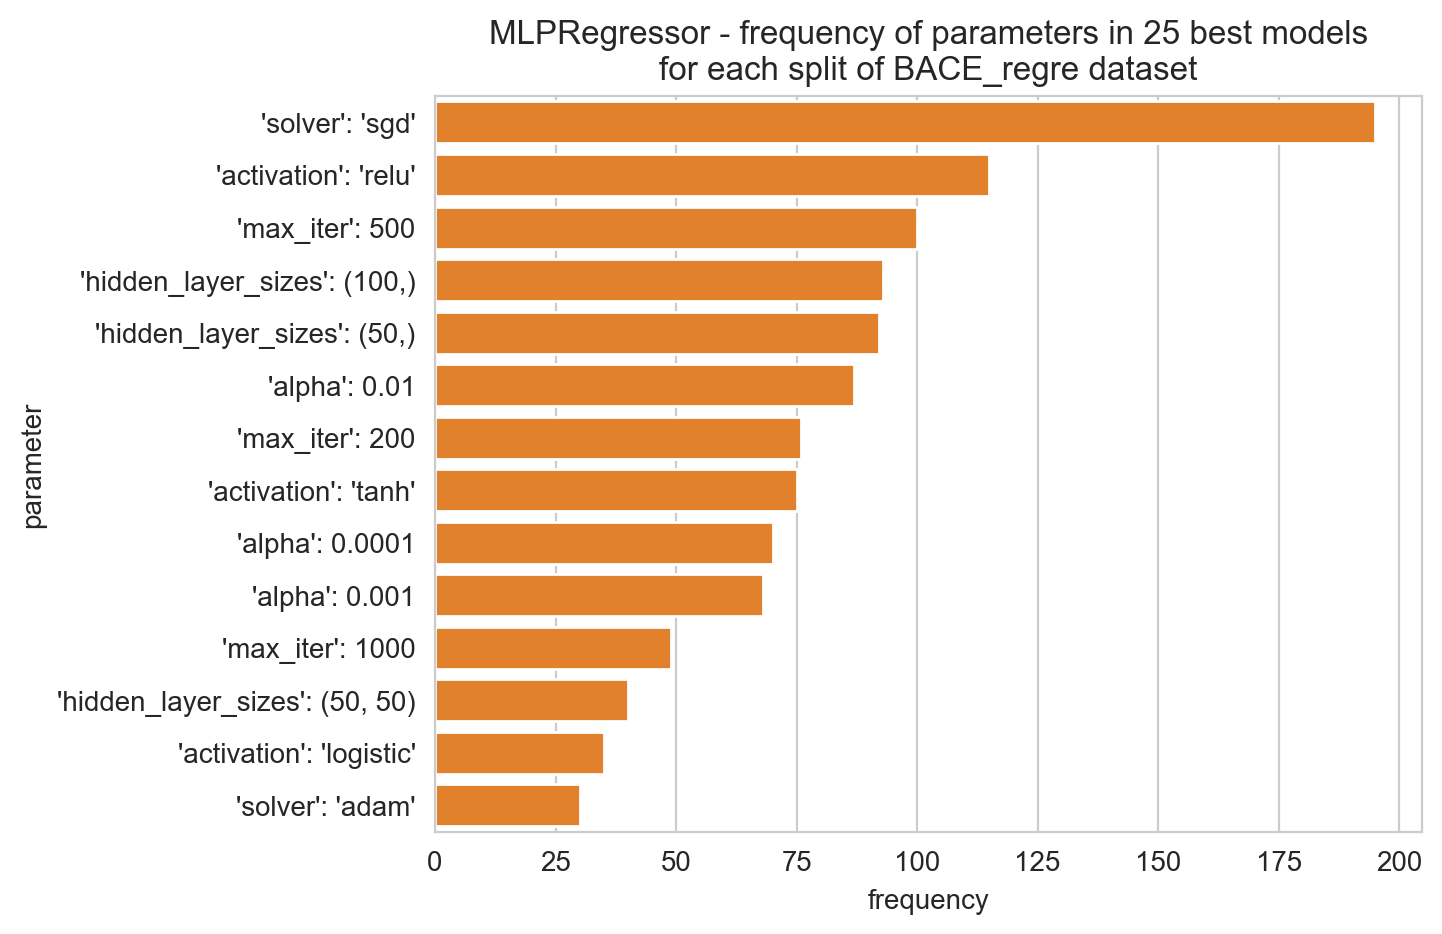 MLPRegressor - frequency of parameters in 25 best models
for each split of BACE_regre dataset
parameter
'solver': 'sgd'
'activation': 'relu'
'max_iter': 500
'hidden_layer_sizes': (100,)
'hidden_layer_sizes': (50,)
'alpha': 0.01
'max_iter': 200
'activation': 'tanh'
'alpha': 0.0001
'alpha': 0.001
'max_iter': 1000
'hidden_layer_sizes': (50, 50)
'activation': 'logistic'
'solver': 'adam'
0 25 50 75 100 125 150 175 200
frequency